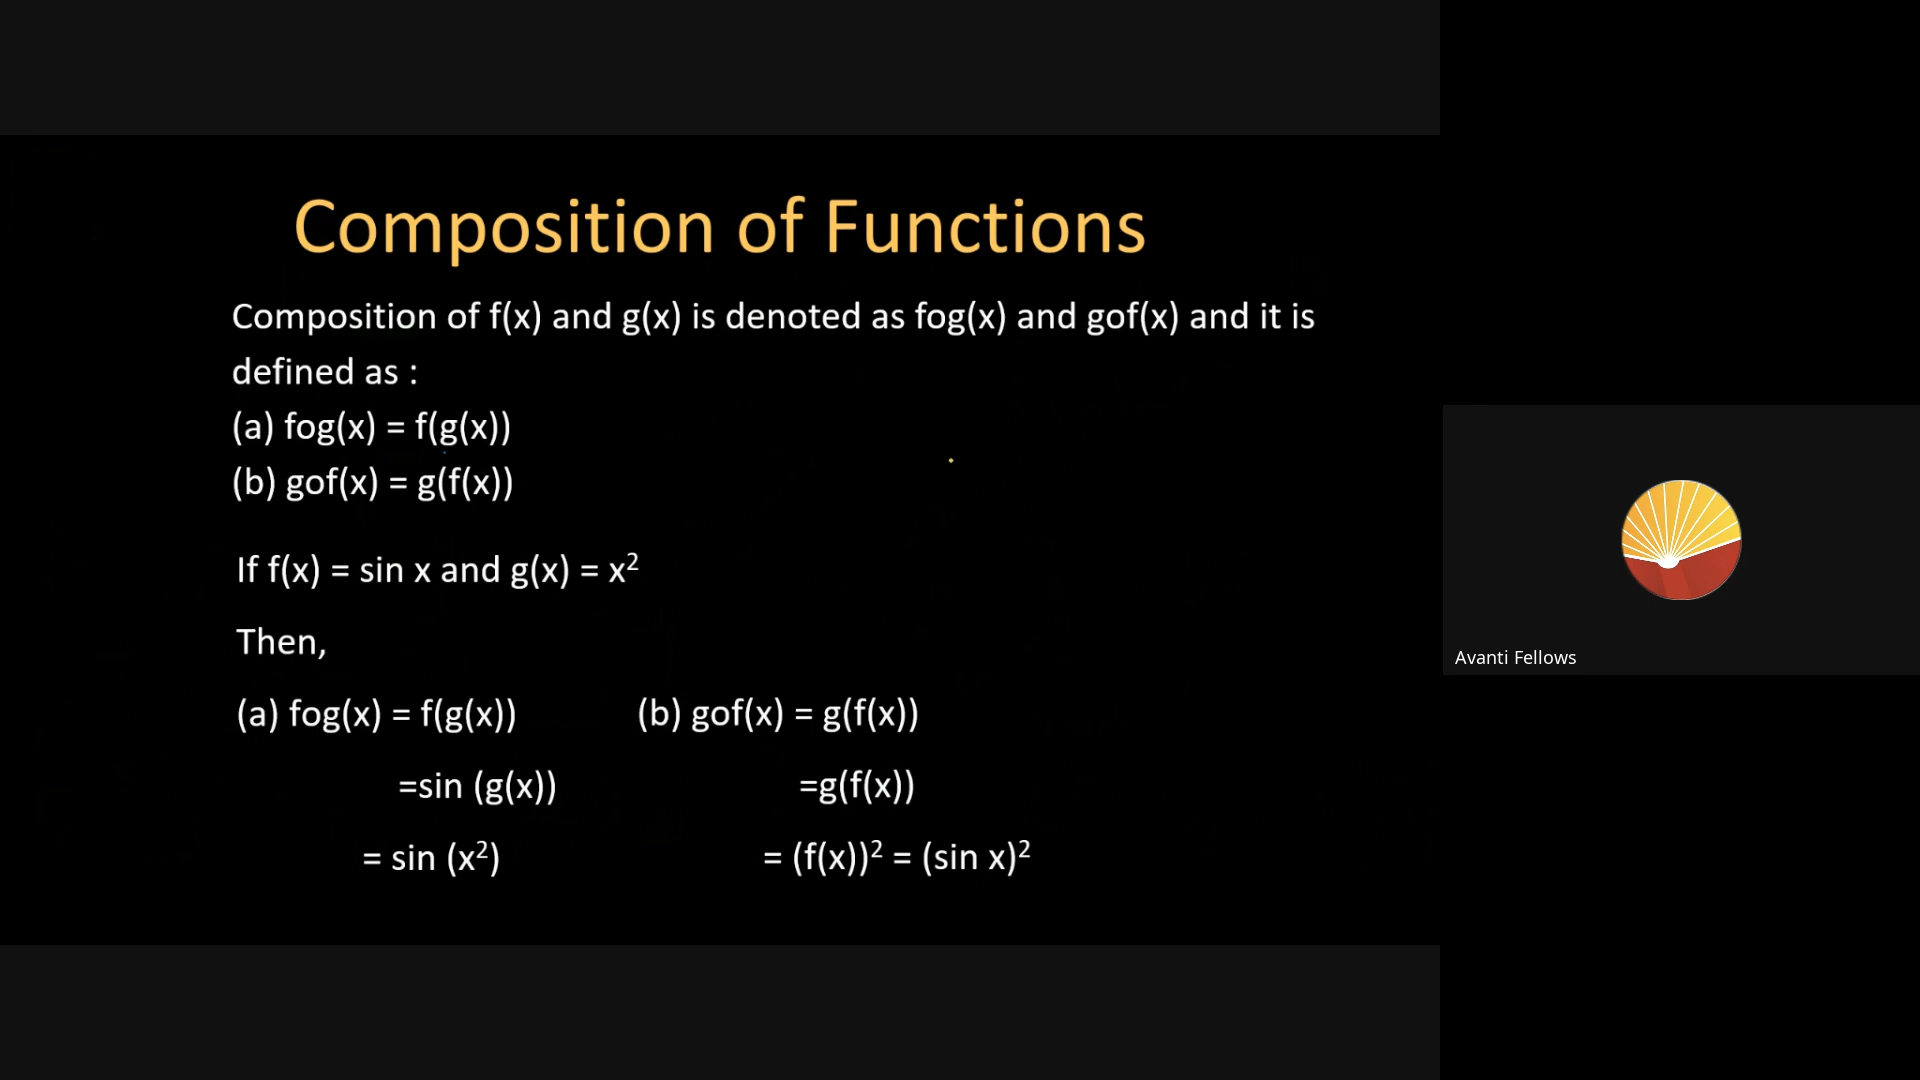 Composition of Functions
Composition of f(x) and g(x) is denoted as fog(x) and gof(x) and it is
defined as :
(a) fog(x) = f(g(x))
(b) gof(x) = g(f(x))
If f(x) = sin x and g(x) = x²
Then,
(a) fog(x) = f(g(x)) (b) gof(x) = g(f(x))
=sin (g(x)) =g(f(x))
= sin (x²) = (f(x))² = (sin x)²
Avanti Fellows